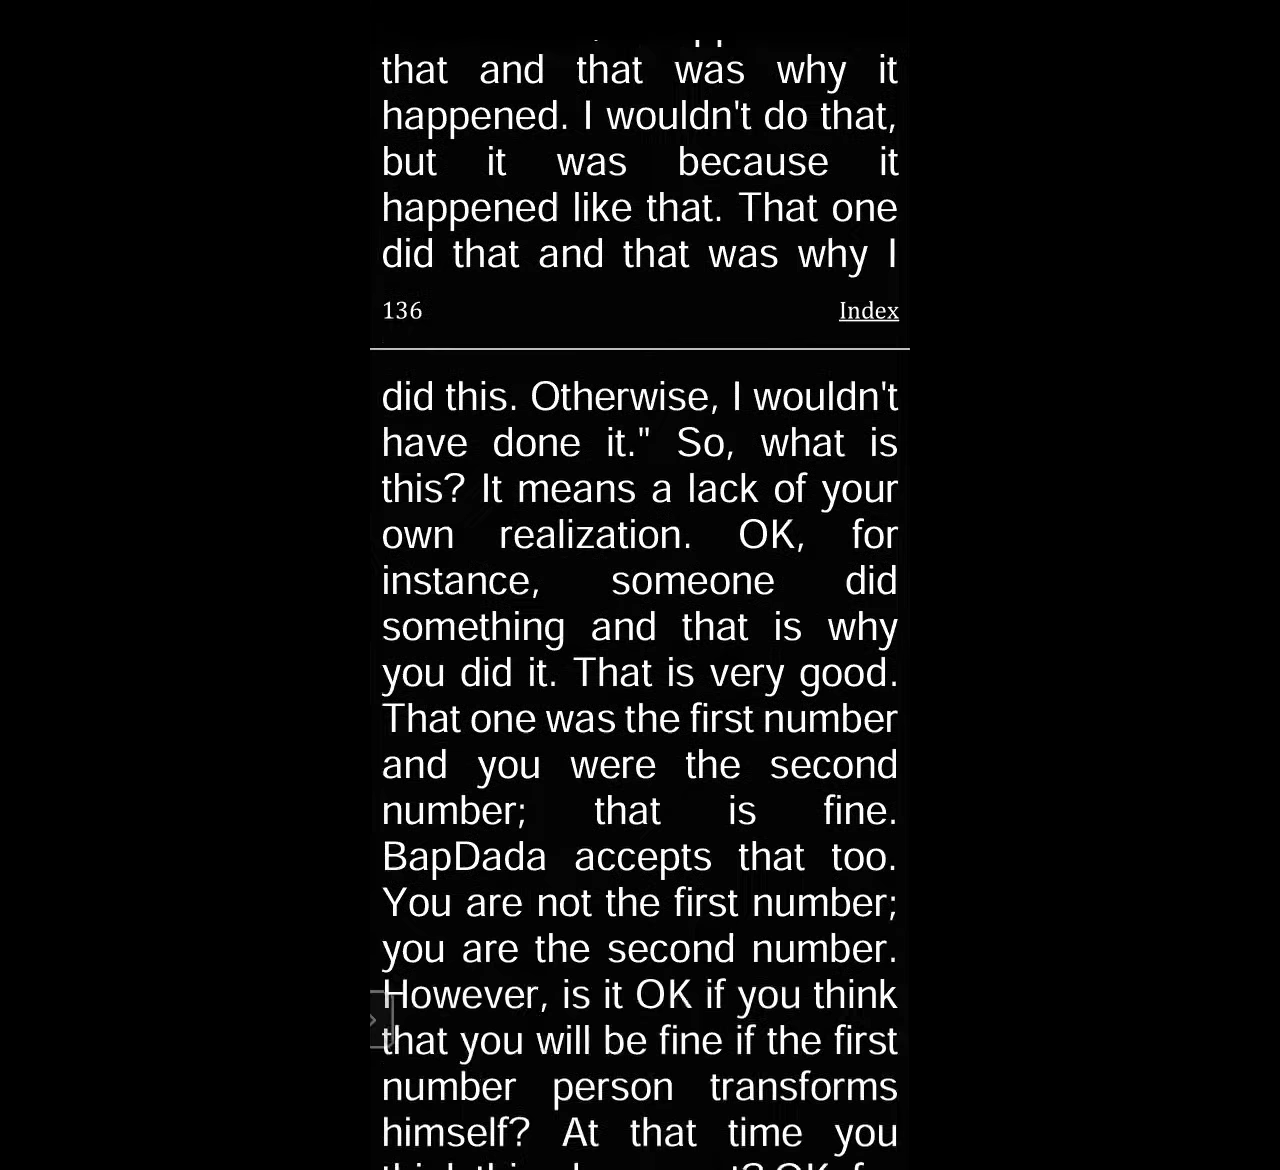 that and that was why it
happened. I wouldn't do that,
but it was because it
happened like that. That one
did that and that was why I
136 Index
did this. Otherwise, I wouldn't
have done it." So, what is
this? It means a lack of your
own realization. OK, for
instance, someone did
something and that is why
you did it. That is very good.
That one was the first number
and you were the second
number; that is fine.
BapDada accepts that too.
You are not the first number;
you are the second number.
However, is it OK if you think
that you will be fine if the first
number person transforms
himself? At that time you